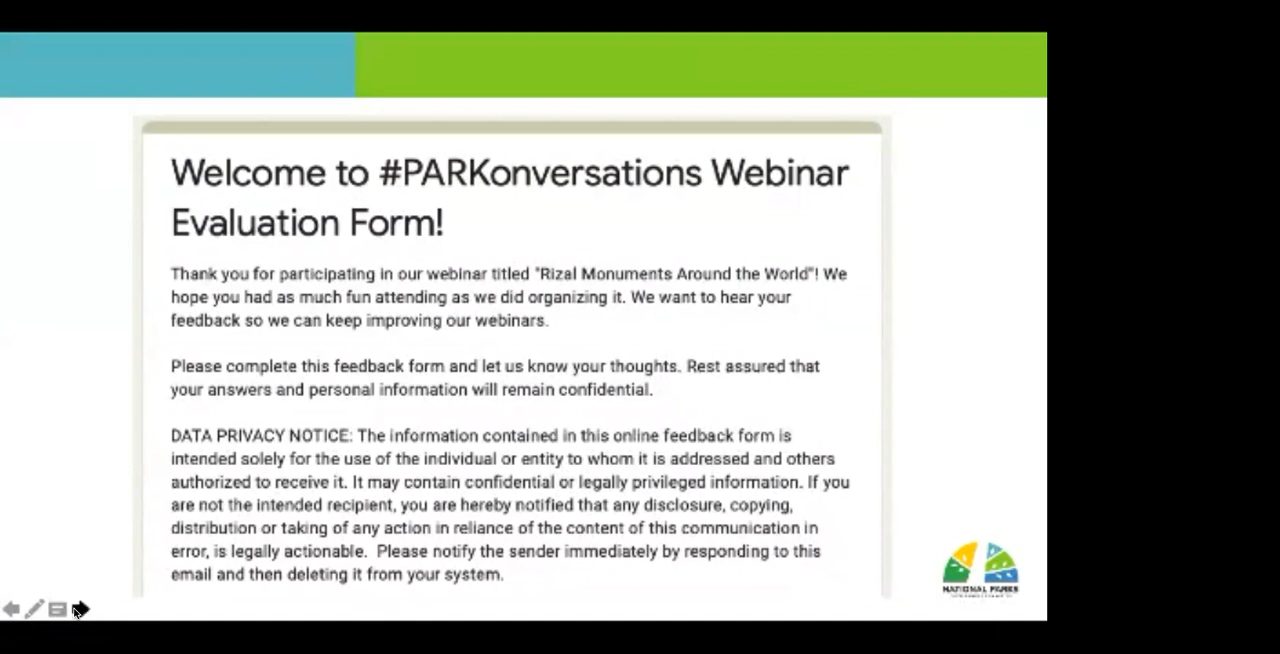 Welcome to #PARKonversations Webinar
Evaluation Form!
Thank you for participating in our webinar titled "Rizal Monuments Around the World"! We
hope you had as much fun attending as we did organizing it. We want to hear your
feedback so we can keep improving our webinars.
Please complete this feedback form and let us know your thoughts. Rest assured that
your answers and personal information will remain confidential.
DATA PRIVACY NOTICE: The information contained in this online feedback form is
intended solely for the use of the individual or entity to whom it is addressed and others
authorized to receive it. It may contain confidential or legally privileged information. If you
are not the intended recipient, you are hereby notified that any disclosure, copying,
distribution or taking of any action in reliance of the content of this communication in
error, is legally actionable.  Please notify the sender immediately by responding to this
email and then deleting it from your system.
NATIONAL PARKS